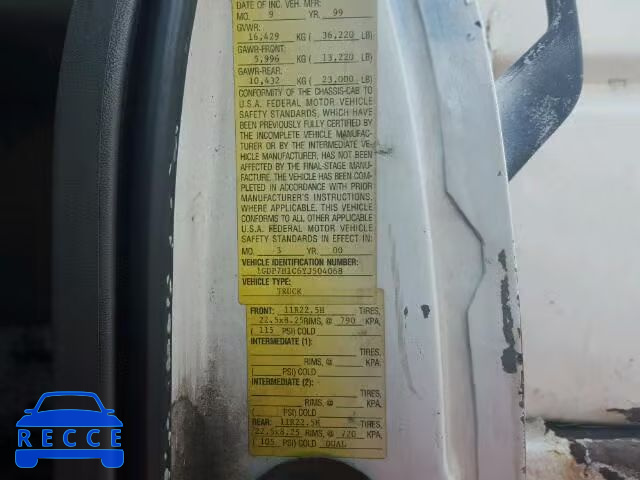 DATE OF INC. VEH. MFR:
MO. 9 YR. 99
GVWR:
16,429 KG ( 36,220 LB)
GAWR-FRONT:
5,996 KG ( 13,220 LB)
GAWR-REAR:
10,432 KG ( 23,000 LB)
CONFORMITY OF THE CHASSIS-CAB TO
U.S.A. FEDERAL MOTOR VEHICLE
SAFETY STANDARDS, WHICH HAVE
BEEN PREVIOUSLY FULLY CERTIFIED BY
THE INCOMPLETE VEHICLE MANUFAC-
TURER OR BY THE INTERMEDIATE VE-
HICLE MANUFACTURER, HAS NOT BEEN
AFFECTED BY THE FINAL-STAGE MANU-
FACTURE. THE VEHICLE HAS BEEN COM-
PLETED IN ACCORDANCE WITH PRIOR
MANUFACTURER'S INSTRUCTIONS,
WHERE APPLICABLE. THIS VEHICLE
CONFORMS TO ALL OTHER APPLICABLE
U.S.A. FEDERAL MOTOR VEHICLE
SAFETY STANDARDS IN EFFECT IN:
MO. 3 YR. 00
VEHICLE IDENTIFICATION NUMBER:
1GDP7H1C6YJ504068
VEHICLE TYPE:
TRUCK
FRONT: 11R22.5H TIRES,
22.5x8.25 RIMS, @ 790 KPA,
( 115 PSI) COLD
INTERMEDIATE (1):
TIRES,
RIMS, @ KPA,
( PSI) COLD
INTERMEDIATE (2):
TIRES,
RIMS, @ KPA,
( PSI) COLD
REAR: 11R22.5H TIRES,
22.5x8.25 RIMS, @ 720 KPA,
( 105 PSI) COLD DUAL
RECCE